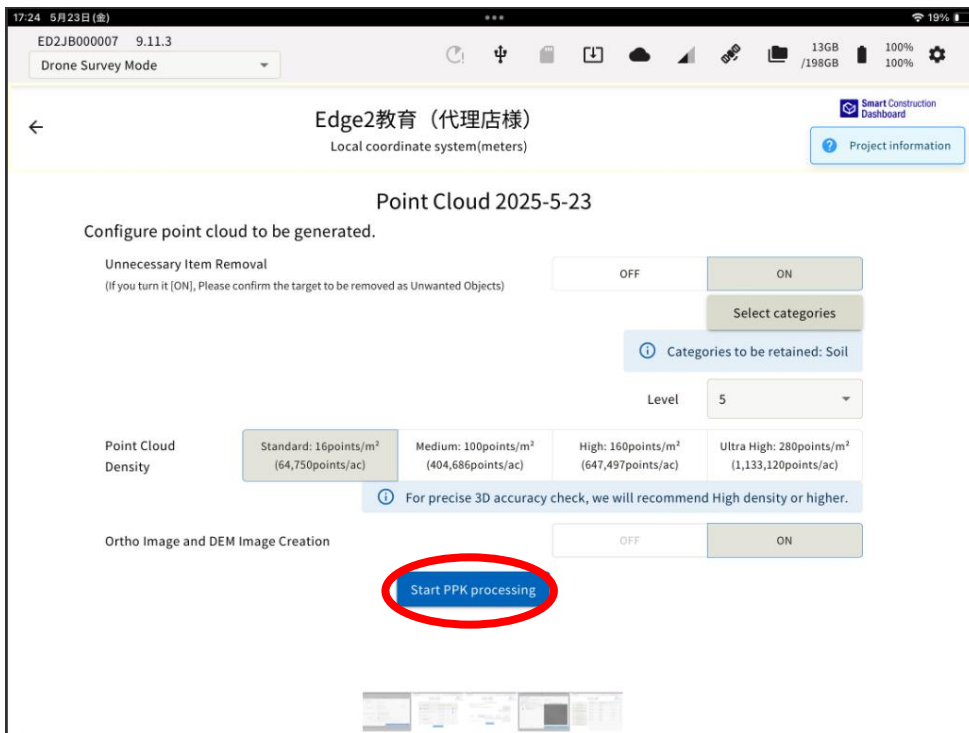 17:24 5月23日(金)
19%
ED2JB000007 9.11.3
Drone Survey Mode
13GB
/198GB
100%
100%
Smart Construction
Dashboard
Edge2教育（代理店様）
Local coordinate system(meters)
Project information
Point Cloud 2025-5-23
Configure point cloud to be generated.
Unnecessary Item Removal
(If you turn it [ON], Please confirm the target to be removed as Unwanted Objects)
OFF
ON
Select categories
Categories to be retained: Soil
Level
5
Point Cloud
Density
Standard: 16points/m²
(64,750points/ac)
Medium: 100points/m²
(404,686points/ac)
High: 160points/m²
(647,497points/ac)
Ultra High: 280points/m²
(1,133,120points/ac)
For precise 3D accuracy check, we will recommend High density or higher.
Ortho Image and DEM Image Creation
OFF
ON
Start PPK processing